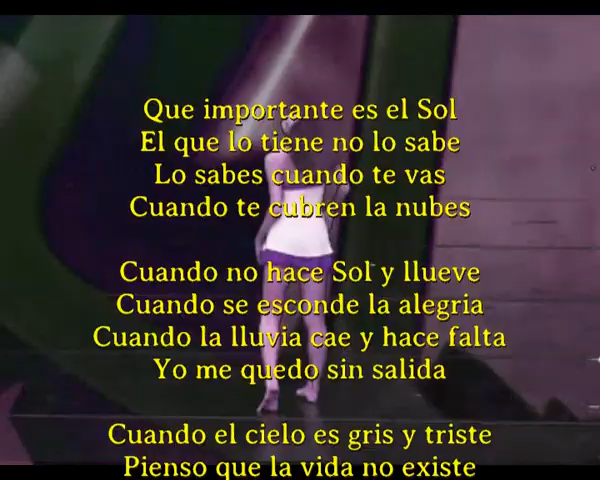 Que importante es el Sol
El que lo tiene no lo sabe
Lo sabes cuando te vas
Cuando te cubren la nubes
Cuando no hace Sol y llueve
Cuando se esconde la alegria
Cuando la lluvia cae y hace falta
Yo me quedo sin salida
Cuando el cielo es gris y triste
Pienso que la vida no existe